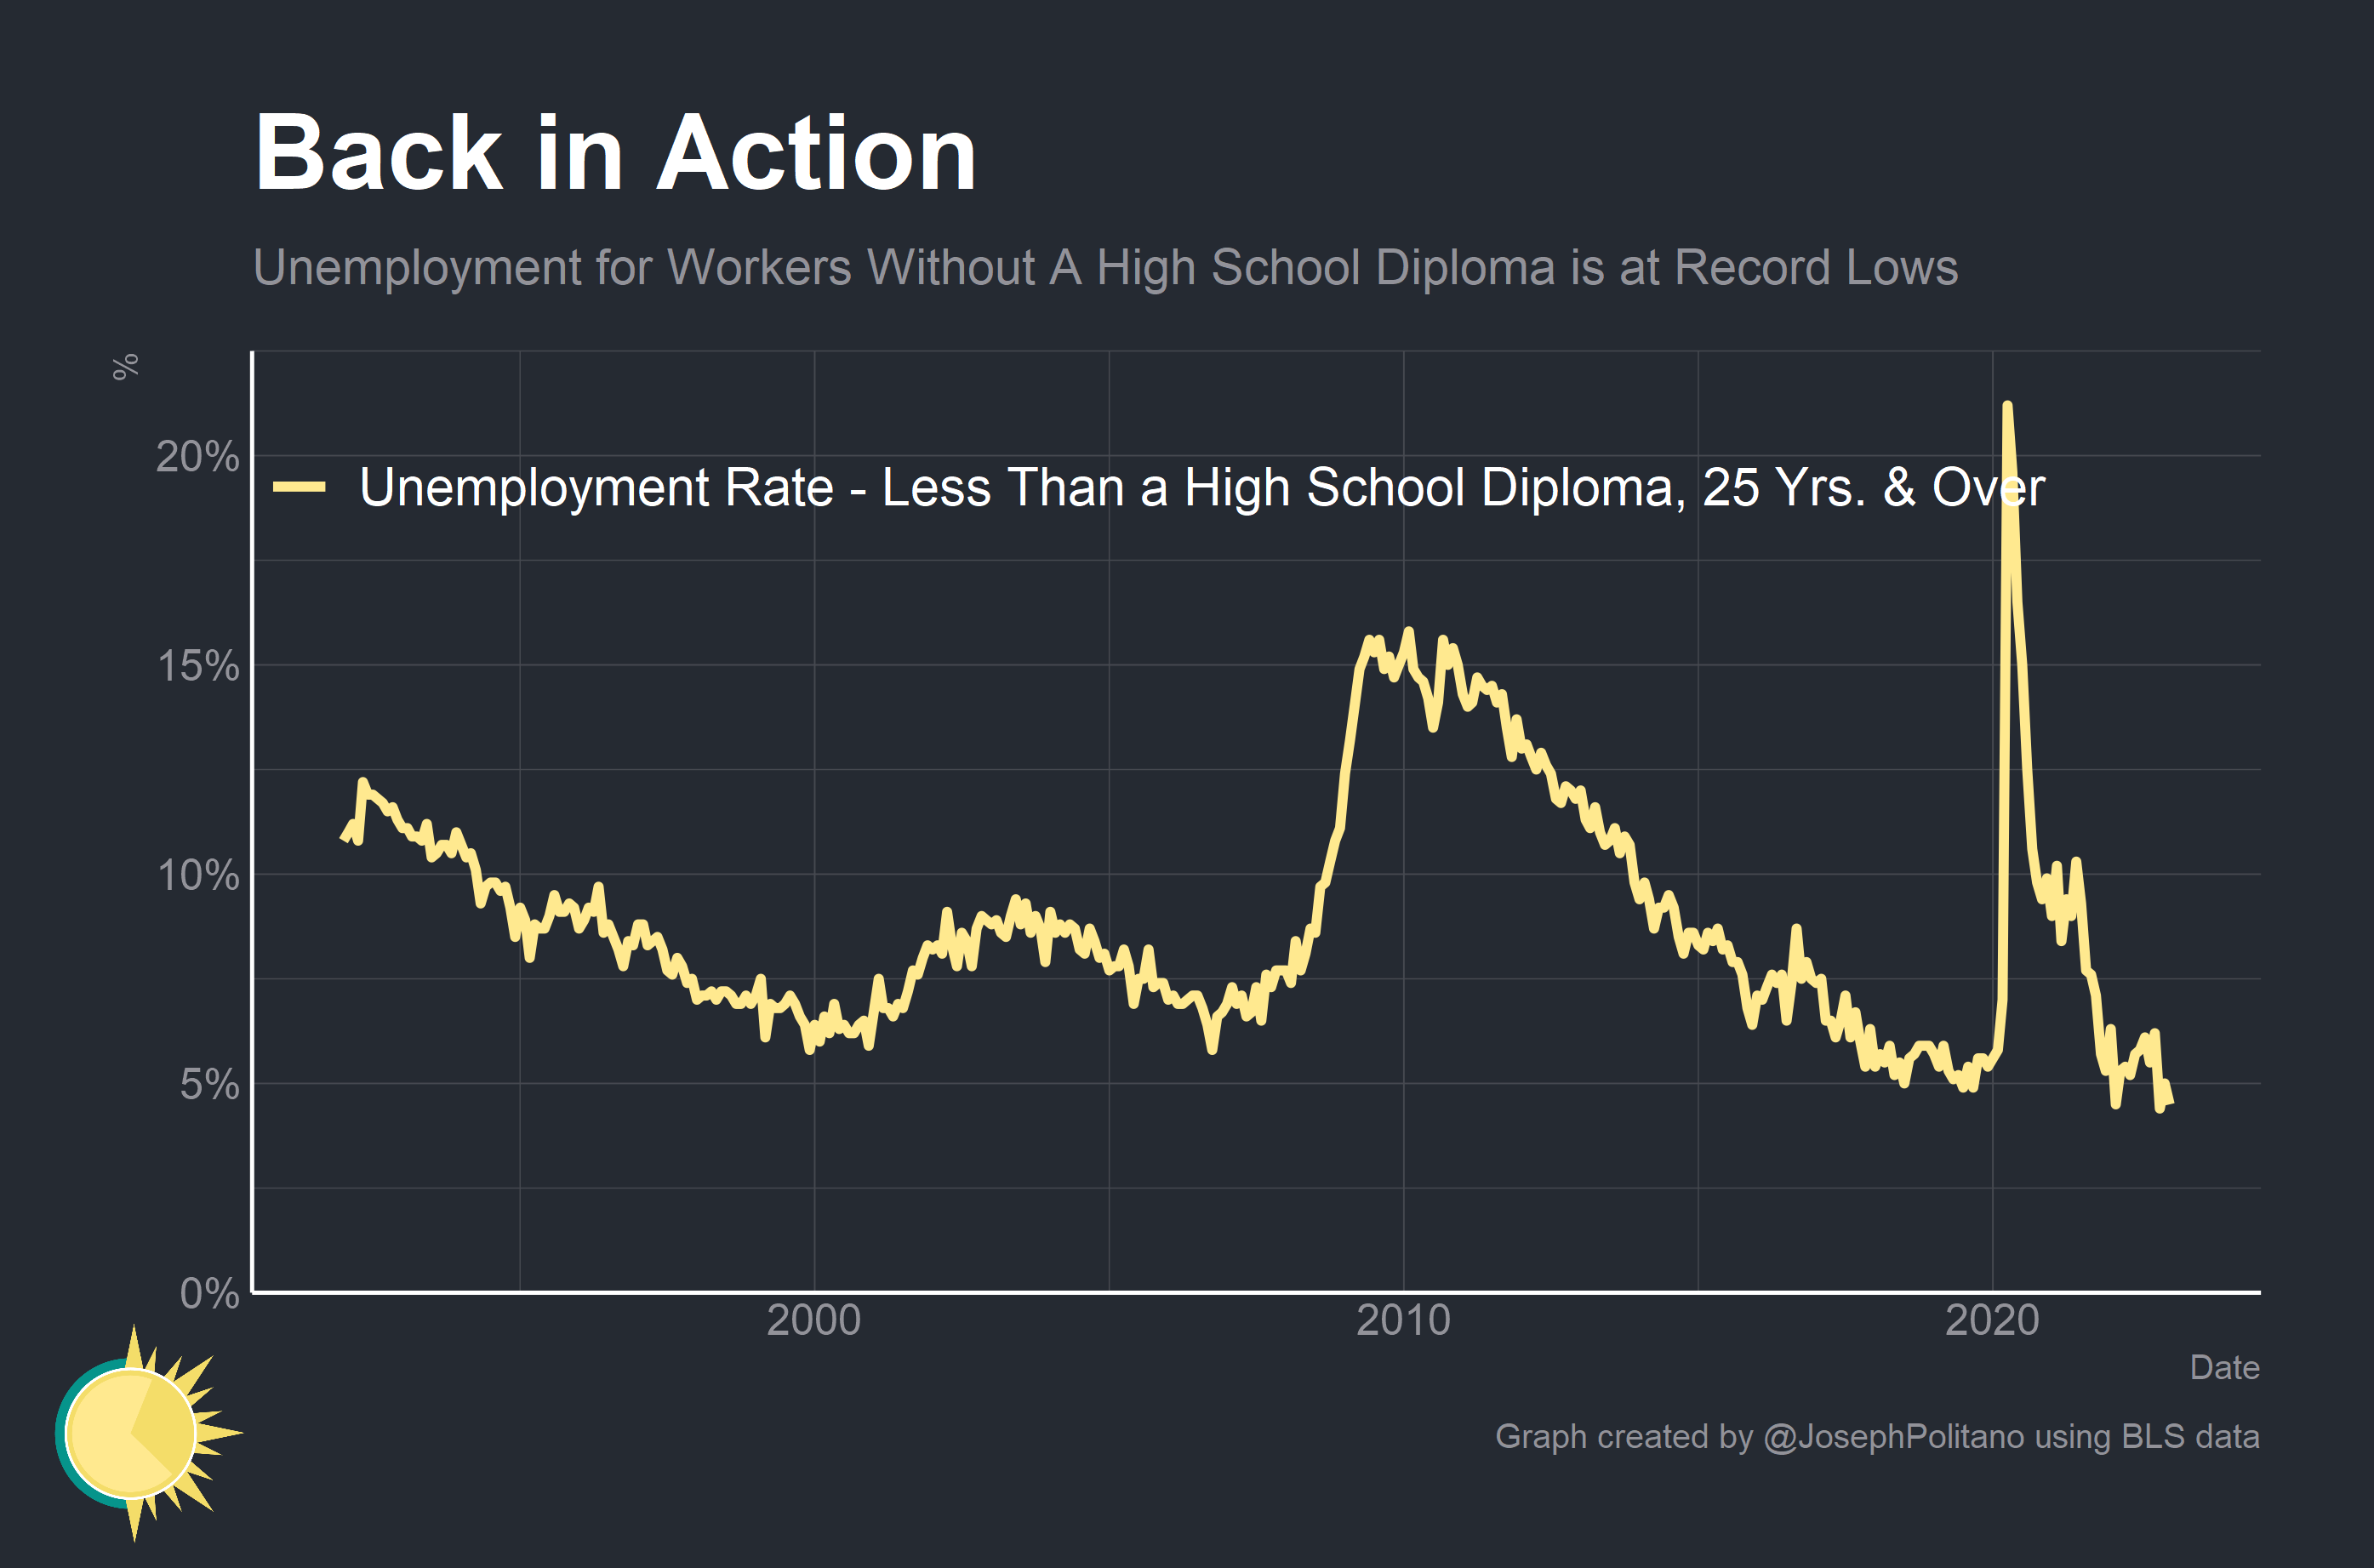 Back in Action
Unemployment for Workers Without A High School Diploma is at Record Lows
%
20%
Unemployment Rate - Less Than a High School Diploma, 25 Yrs. & Over
15%
10%
5%
0%
2000
2010
2020
Date
Graph created by @JosephPolitano using BLS data